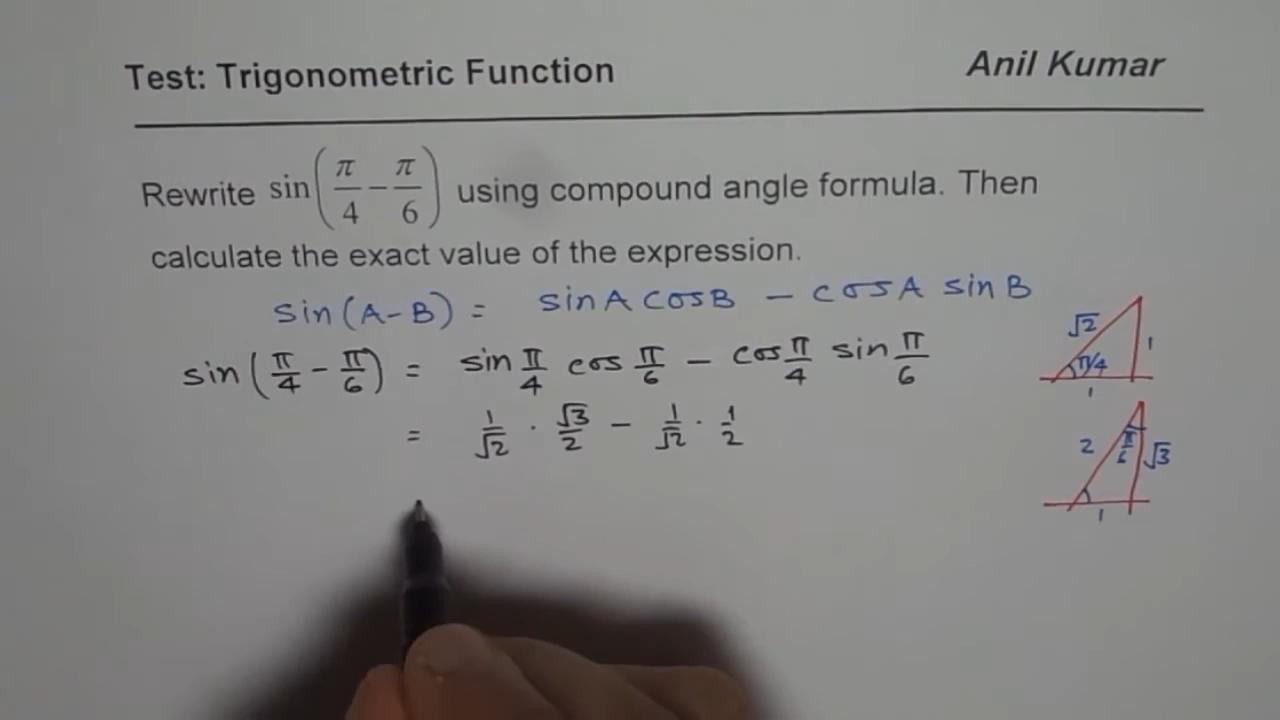 Test: Trigonometric Function
Anil Kumar
Rewrite sin(π/4 − π/6) using compound angle formula. Then
calculate the exact value of the expression.
sin(A-B) = sinA cosB - cosA sinB
sin(π/4 - π/6) = sin π/4 cos π/6 - cos π/4 sin π/6
= 1/√2 · √3/2 - 1/√2 · 1/2
√2
1
π/4
1
2
π/6
√3
1